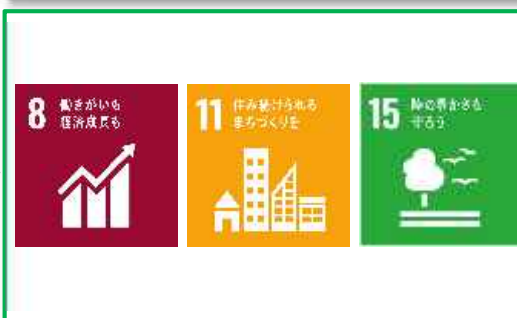 8 働きがいも
経済成長も
11 住み続けられる
まちづくりを
15 陸の豊かさも
守ろう